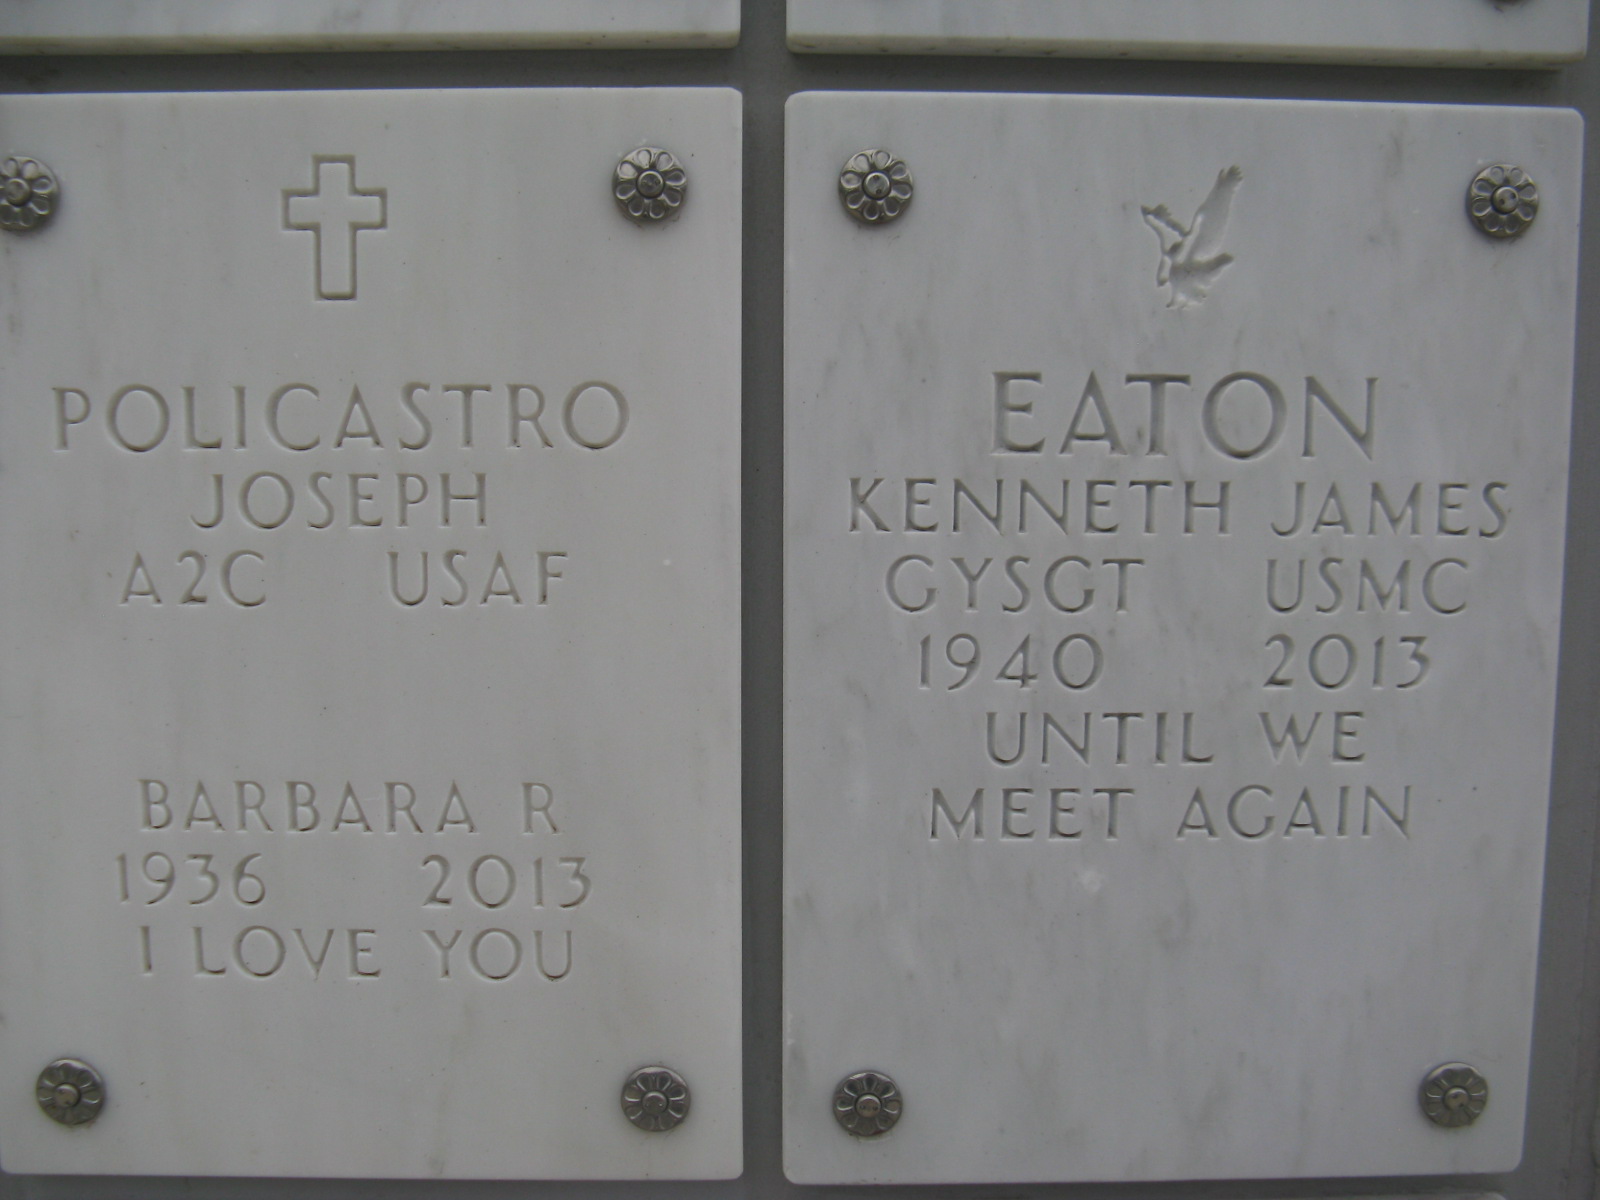 POLICASTRO
JOSEPH
A2C USAF
BARBARA R
1936 2013
I LOVE YOU
EATON
KENNETH JAMES
GYSGT USMC
1940 2013
UNTIL WE
MEET AGAIN